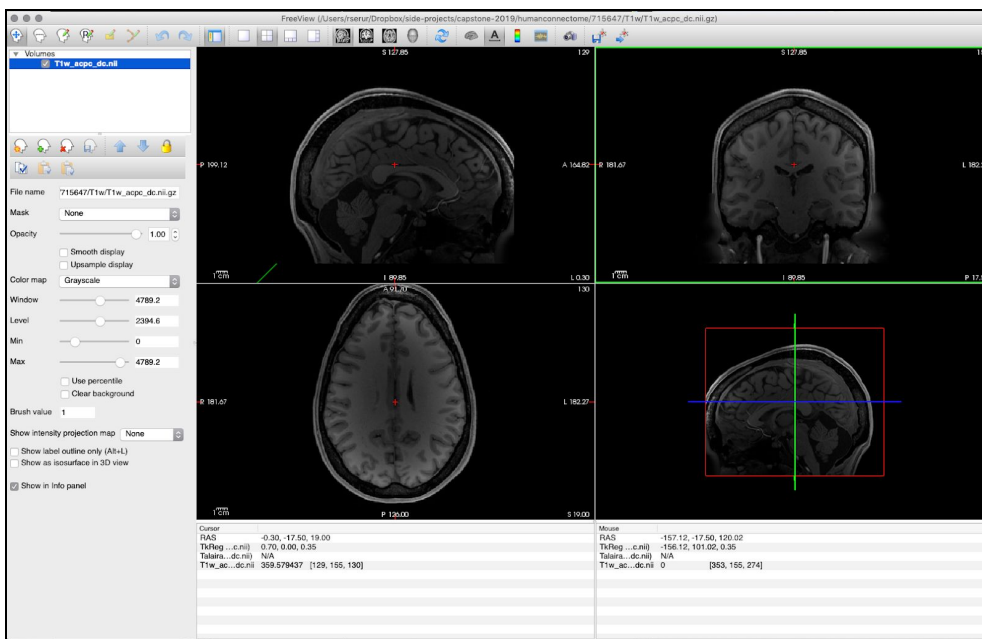 FreeView (/Users/rserur/Dropbox/side-projects/capstone-2019/humanconnectome/715647/T1w/T1w_acpc_dc.nii.gz)
Volumes
T1w_acpc_dc.nii
File name '715647/T1w/T1w_acpc_dc.nii.gz
Mask None
Opacity 1.00
Smooth display
Upsample display
Color map Grayscale
Window 4789.2
Level 2394.6
Min 0
Max 4789.2
Use percentile
Clear background
Brush value 1
Show intensity projection map None
Show label outline only (Alt+L)
Show as isosurface in 3D view
Show in Info panel
S 127.85 129
P 199.12 A 164.82
1 cm I 89.85 L 0.30
S 127.85
R 181.67
1 cm I 89.85
A 91.70 130
R 181.67 L 182.27
1 cm P 126.00 S 19.00
Cursor
RAS -0.30, -17.50, 19.00
TkReg ...c.nii) 0.70, 0.00, 0.35
Talaira...dc.nii) N/A
T1w_ac...dc.nii 359.579437 [129, 155, 130]
Mouse
RAS -157.12, -17.50, 120.02
TkReg ...c.nii) -156.12, 101.02, 0.35
Talaira...dc.nii) N/A
T1w_ac...dc.nii 0 [353, 155, 274]